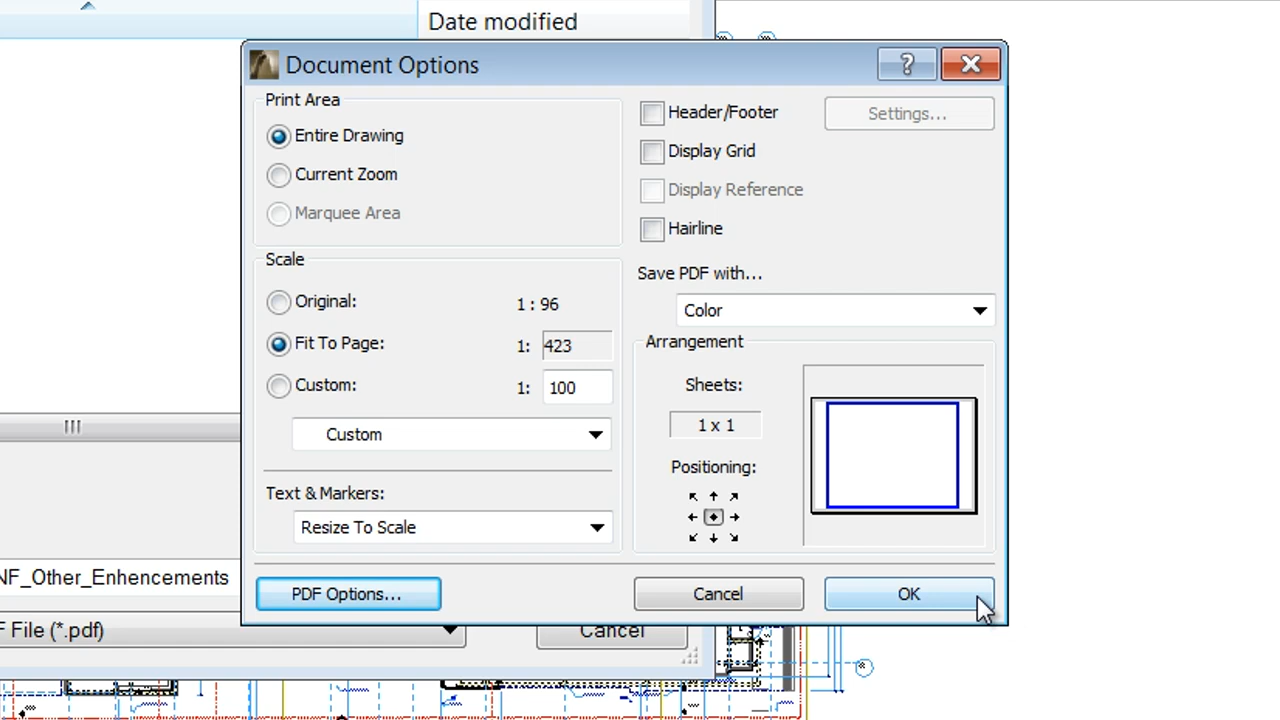 Date modified
Document Options
Print Area
Entire Drawing
Current Zoom
Marquee Area
Header/Footer
Settings...
Display Grid
Display Reference
Hairline
Scale
Original: 1 : 96
Fit To Page: 1: 423
Custom: 1: 100
Custom
Text & Markers:
Resize To Scale
Save PDF with...
Color
Arrangement
Sheets:
1 x 1
Positioning:
PDF Options...
Cancel
OK
NF_Other_Enhencements
F File (*.pdf)
Cancel